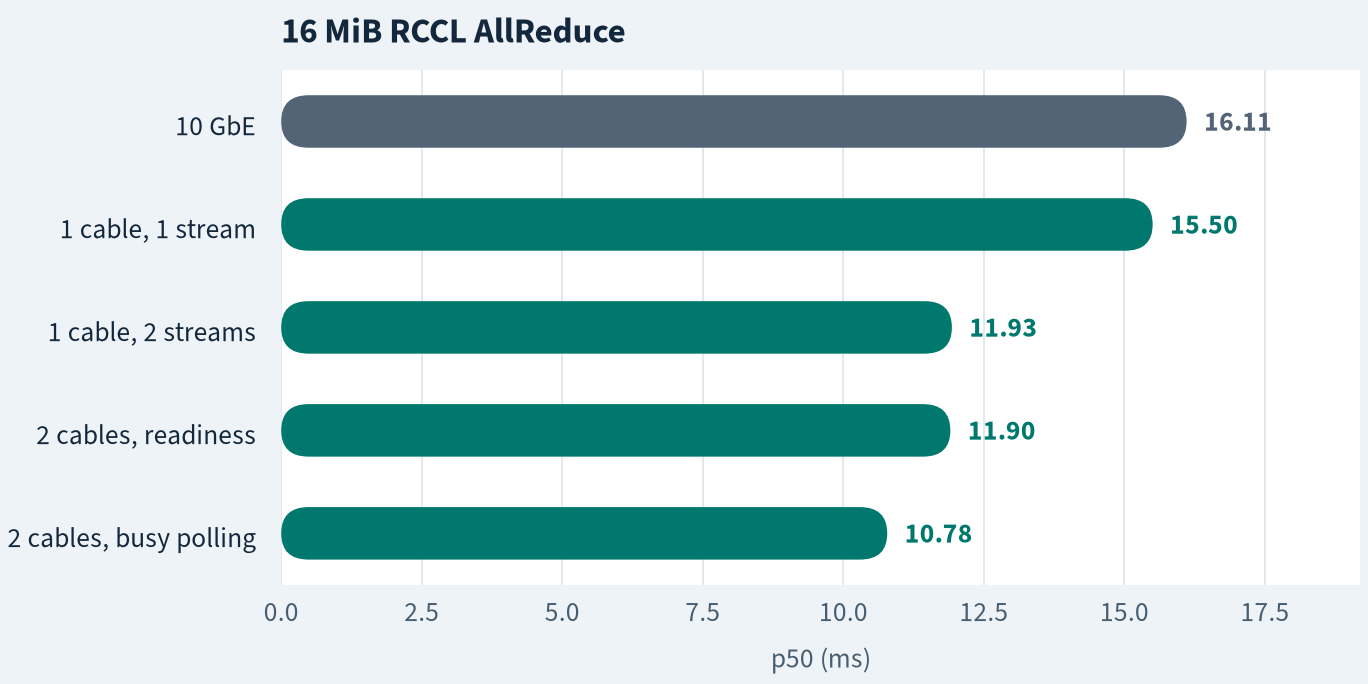 16 MiB RCCL AllReduce
10 GbE
16.11
1 cable, 1 stream
15.50
1 cable, 2 streams
11.93
2 cables, readiness
11.90
2 cables, busy polling
10.78
0.0 2.5 5.0 7.5 10.0 12.5 15.0 17.5
p50 (ms)